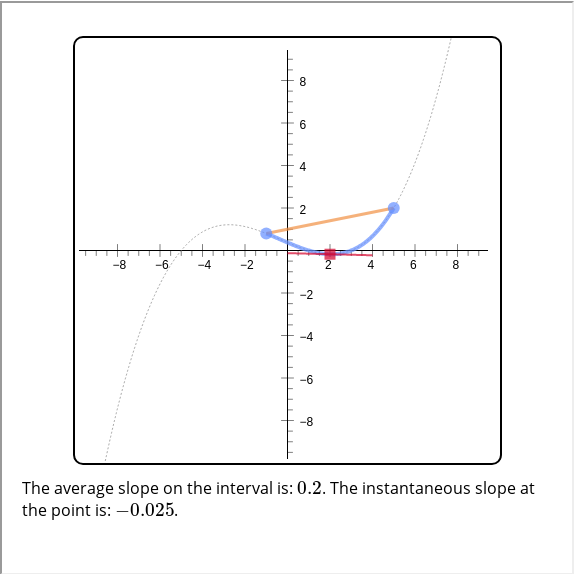 8
6
4
2
−8 −6 −4 −2 2 4 6 8
−2
−4
−6
−8
The average slope on the interval is: 0.2. The instantaneous slope at
the point is: −0.025.